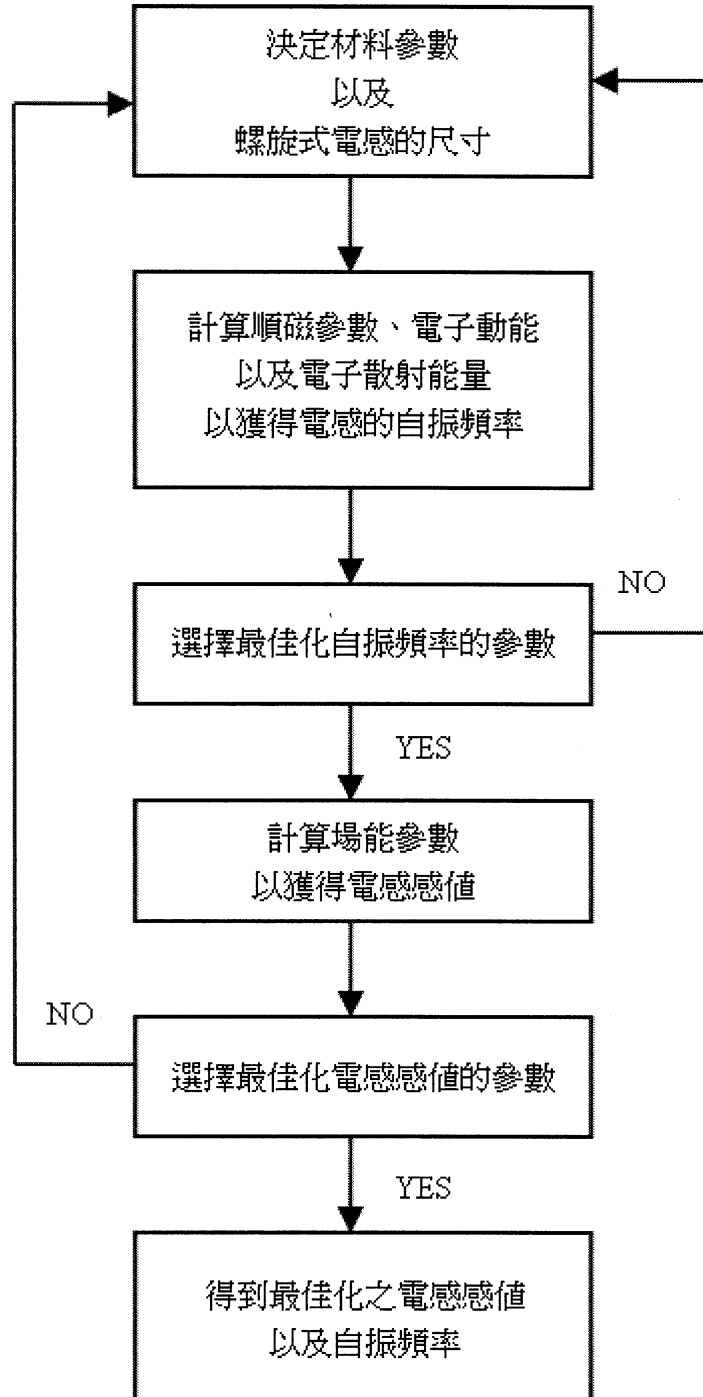 決定材料參數
以及
螺旋式電感的尺寸
計算順磁參數、電子動能
以及電子散射能量
以獲得電感的自振頻率
NO
選擇最佳化自振頻率的參數
YES
計算場能參數
以獲得電感感值
NO
選擇最佳化電感感值的參數
YES
得到最佳化之電感感值
以及自振頻率